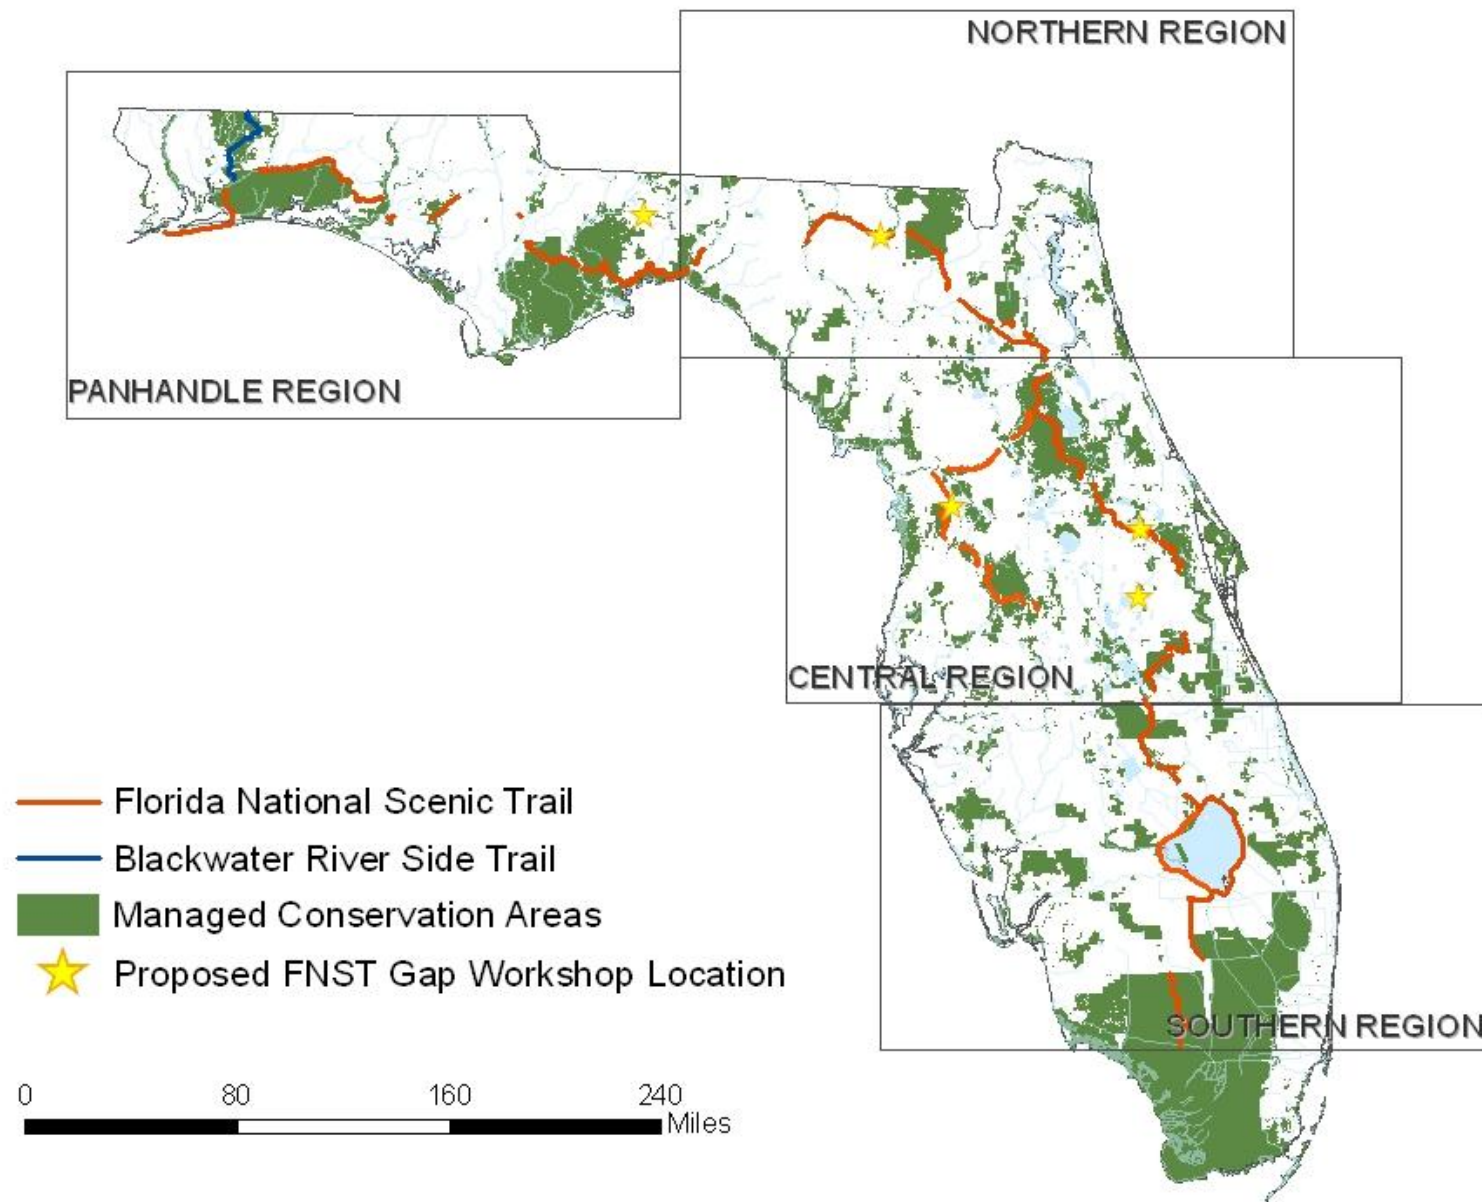 NORTHERN REGION
PANHANDLE REGION
CENTRAL REGION
Florida National Scenic Trail
Blackwater River Side Trail
Managed Conservation Areas
Proposed FNST Gap Workshop Location
SOUTHERN REGION
0 80 160 240
Miles